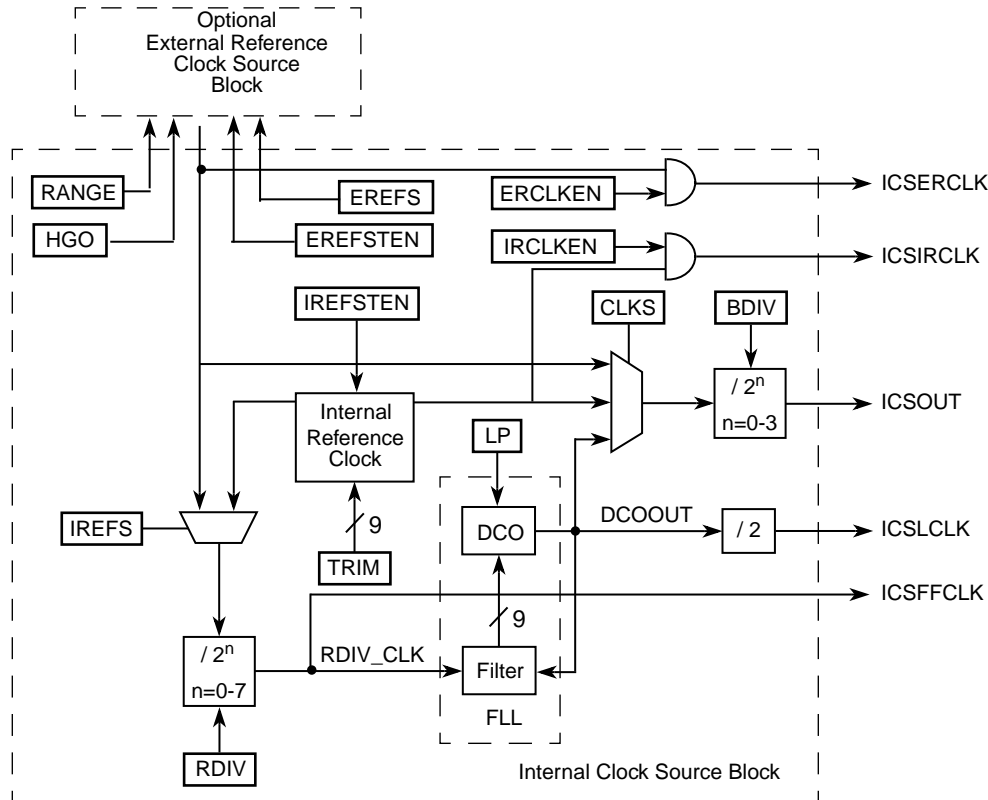 Optional
External Reference
Clock Source
Block
RANGE
HGO
EREFS
EREFSTEN
ERCLKEN
IRCLKEN
ICSERCLK
ICSIRCLK
IREFSTEN
CLKS
BDIV
Internal
Reference
Clock
/ 2n
n=0-3
ICSOUT
LP
IREFS
9
TRIM
DCO
DCOOUT
/ 2
ICSLCLK
ICSFFCLK
9
/ 2n
n=0-7
RDIV_CLK
Filter
FLL
RDIV
Internal Clock Source Block